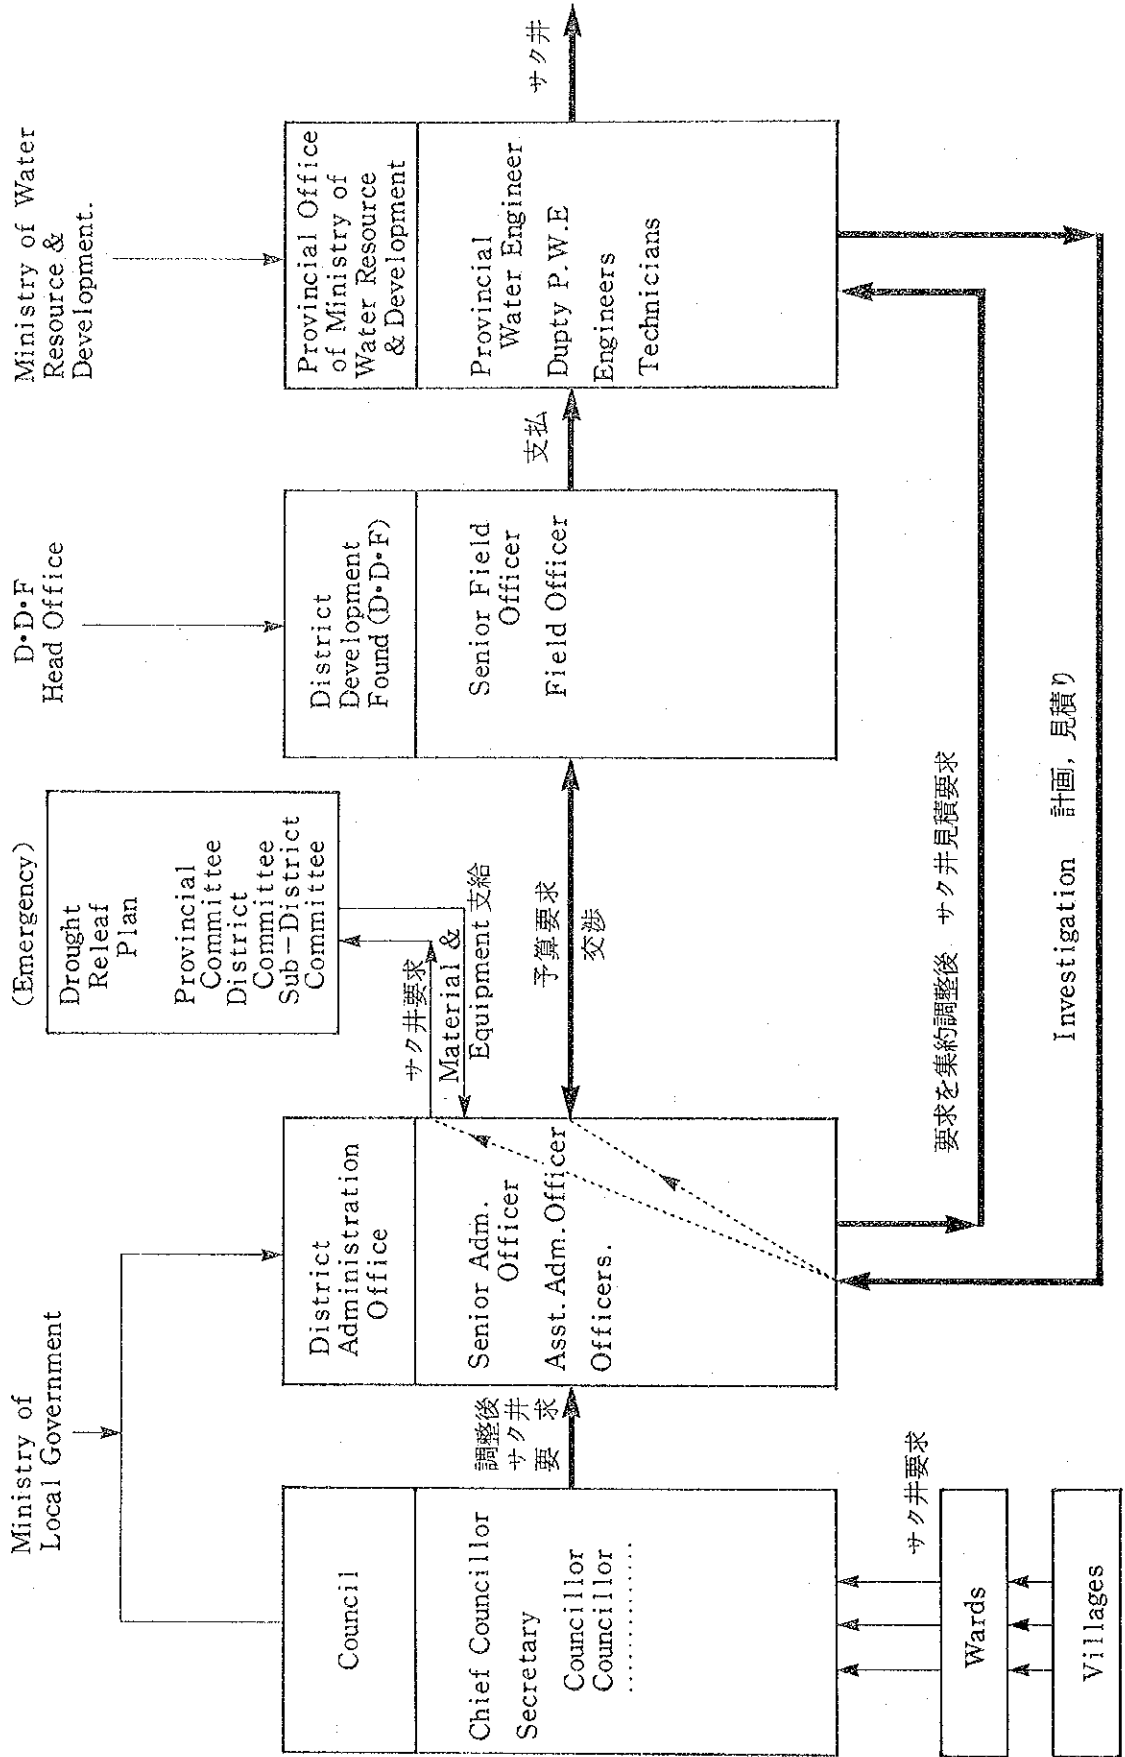 Ministry of
Local Government
Council
Chief Councillor
Secretary
Councillor
Councillor
..............
サク井要求
Wards
Villages
調整後
サク井
要 求
District
Administration
Office
Senior Adm.
Officer
Asst.Adm.Officer
Officers.
(Emergency)
Drought
Releaf
Plan
Provincial
Committee
District
Committee
Sub-District
Committee
サク井要求
Material &
Equipment 支給
予算要求
交渉
D・D・F
Head Office
District
Development
Found (D・D・F)
Senior Field
Officer
Field Officer
支払
Ministry of Water
Resource &
Development.
Provincial Office
of Ministry of
Water Resource
& Development
Provincial
Water Engineer
Dupty P.W.E
Engineers
Technicians
サク井
要求を集約調整後 サク井見積要求
Investigation 計画, 見積り